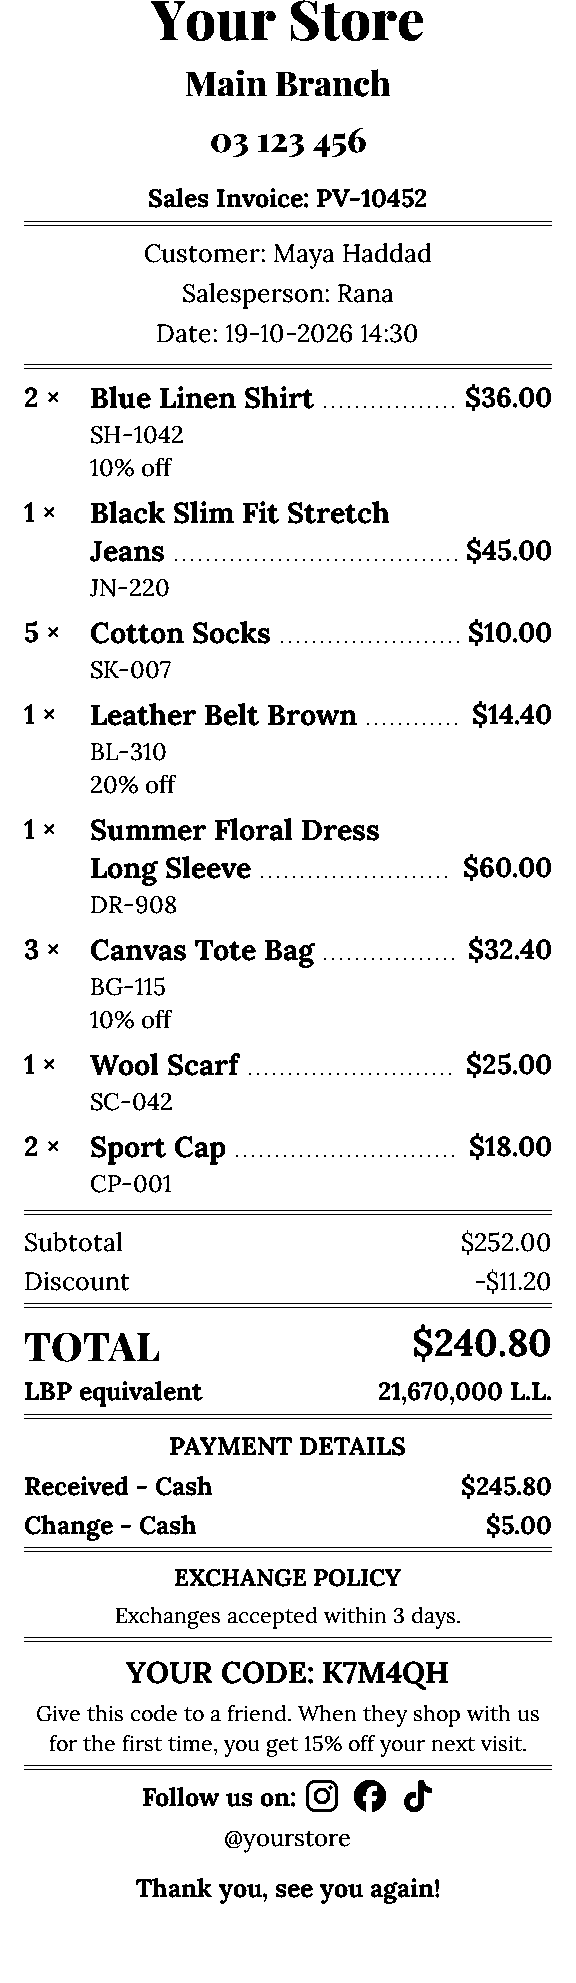 Your Store
Main Branch
03 123 456
Sales Invoice: PV-10452
Customer: Maya Haddad
Salesperson: Rana
Date: 19-10-2026 14:30
2 × Blue Linen Shirt ................. $36.00
SH-1042
10% off
1 × Black Slim Fit Stretch
Jeans .................................... $45.00
JN-220
5 × Cotton Socks ....................... $10.00
SK-007
1 × Leather Belt Brown ............ $14.40
BL-310
20% off
1 × Summer Floral Dress
Long Sleeve ........................ $60.00
DR-908
3 × Canvas Tote Bag ................. $32.40
BG-115
10% off
1 × Wool Scarf .......................... $25.00
SC-042
2 × Sport Cap ............................ $18.00
CP-001
Subtotal $252.00
Discount -$11.20
TOTAL $240.80
LBP equivalent 21,670,000 L.L.
PAYMENT DETAILS
Received - Cash $245.80
Change - Cash $5.00
EXCHANGE POLICY
Exchanges accepted within 3 days.
YOUR CODE: K7M4QH
Give this code to a friend. When they shop with us
for the first time, you get 15% off your next visit.
Follow us on:
@yourstore
Thank you, see you again!